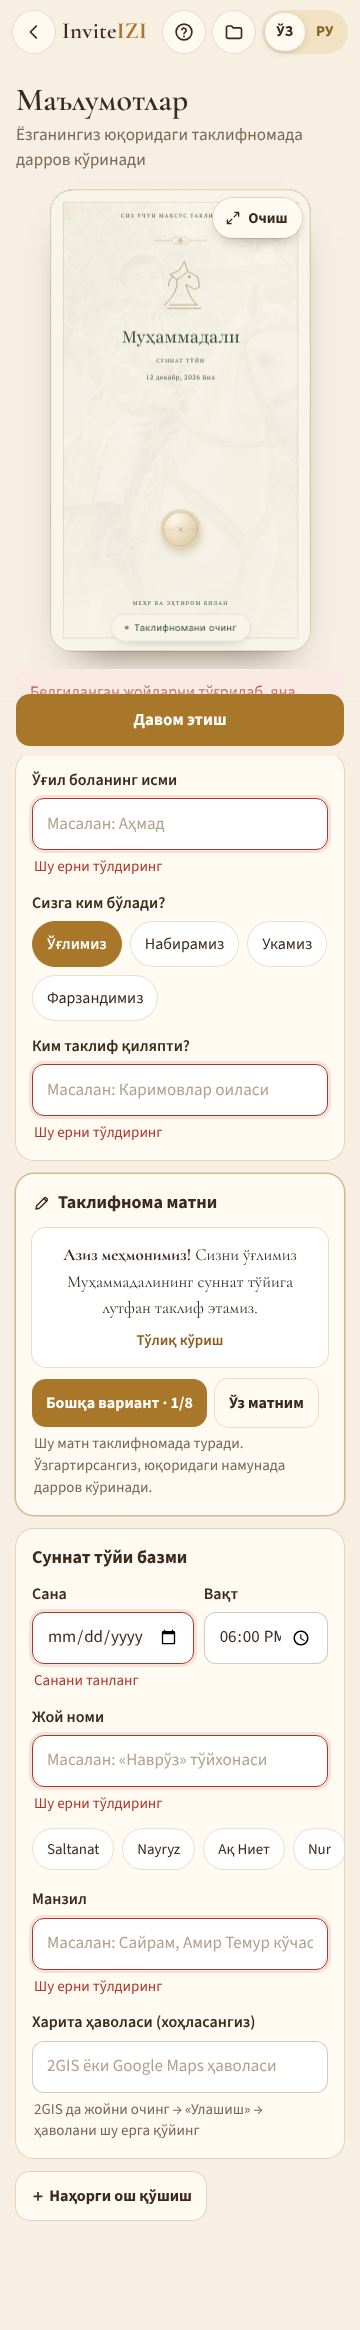 InviteIZI
ЎЗ РУ
Маълумотлар
Ёзганингиз юқоридаги таклифномада
дарров кўринади
СИЗ УЧУН МАХСУС
Очиш
Муҳаммадали
СУННАТ ТЎЙИ
12 декабр, 2026 йил
МЕҲР ВА ЭҲТИРОМ БИЛАН
Таклифномани очинг
Белгиланган жойларни тўғрилаб, яна
Давом этиш
Ўғил боланинг исми
Масалан: Аҳмад
Шу ерни тўлдиринг
Сизга ким бўлади?
Ўғлимиз Набирамиз Укамиз
Фарзандимиз
Ким таклиф қиляпти?
Масалан: Каримовлар оиласи
Шу ерни тўлдиринг
Таклифнома матни
Азиз меҳмонимиз! Сизни ўғлимиз
Муҳаммадалининг суннат тўйига
лутфан таклиф этамиз.
Тўлиқ кўриш
Бошқа вариант · 1/8 Ўз матним
Шу матн таклифномада туради.
Ўзгартирсангиз, юқоридаги намунада
дарров кўринади.
Суннат тўйи базми
Сана Вақт
mm/dd/yyyy 06:00 PM
Санани танланг
Жой номи
Масалан: «Наврўз» тўйхонаси
Шу ерни тўлдиринг
Saltanat Nayryz Ақ Ниет Nur
Манзил
Масалан: Сайрам, Амир Темур кўчас
Шу ерни тўлдиринг
Харита ҳаволаси (хоҳласангиз)
2GIS ёки Google Maps ҳаволаси
2GIS да жойни очинг → «Улашиш» →
ҳаволани шу ерга қўйинг
+ Наҳорги ош қўшиш